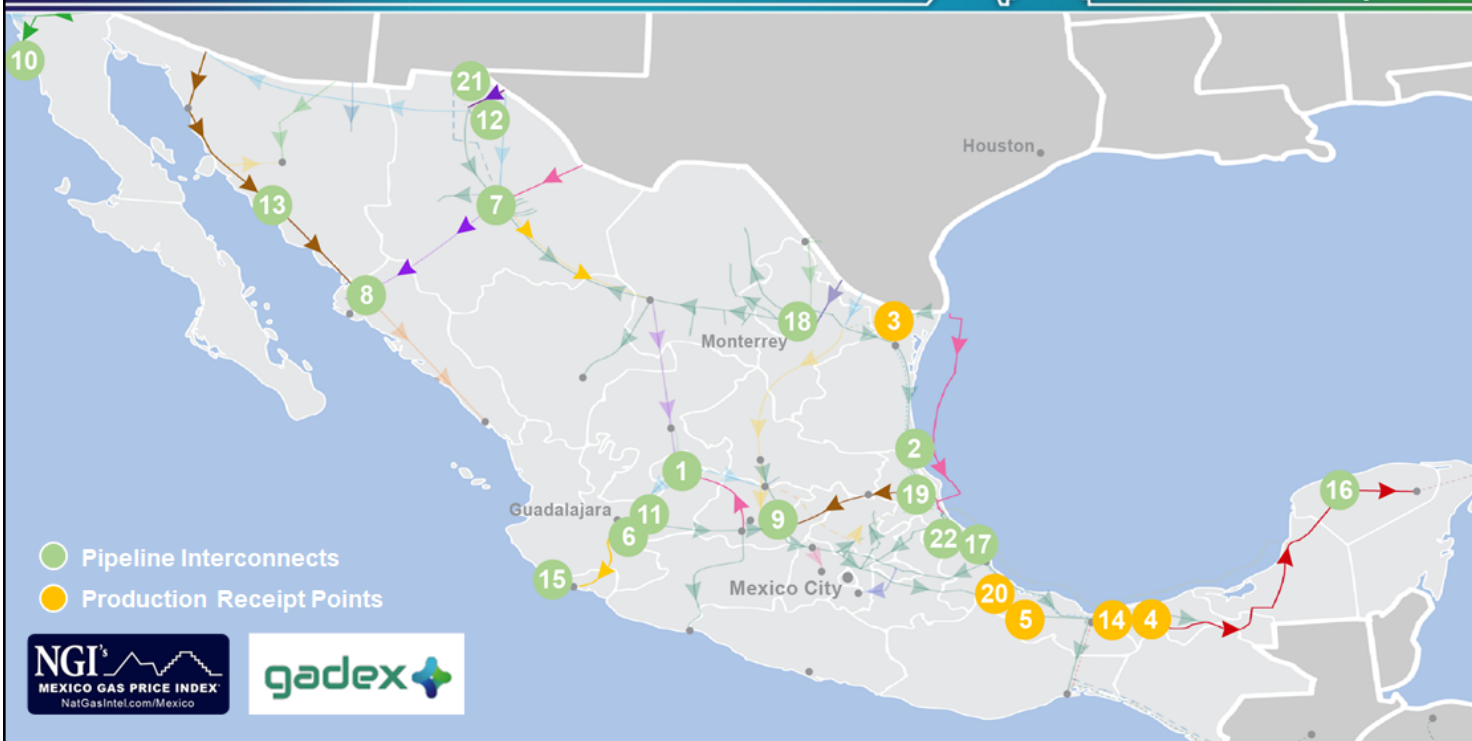 10
21
12
Houston
13
7
8
18
3
Monterrey
2
1
19
16
Guadalajara
11
6
9
22
17
Pipeline Interconnects
15
Mexico City
20
Production Receipt Points
5
14
4
NGI's
MEXICO GAS PRICE INDEX
NatGasIntel.com/Mexico
gadex